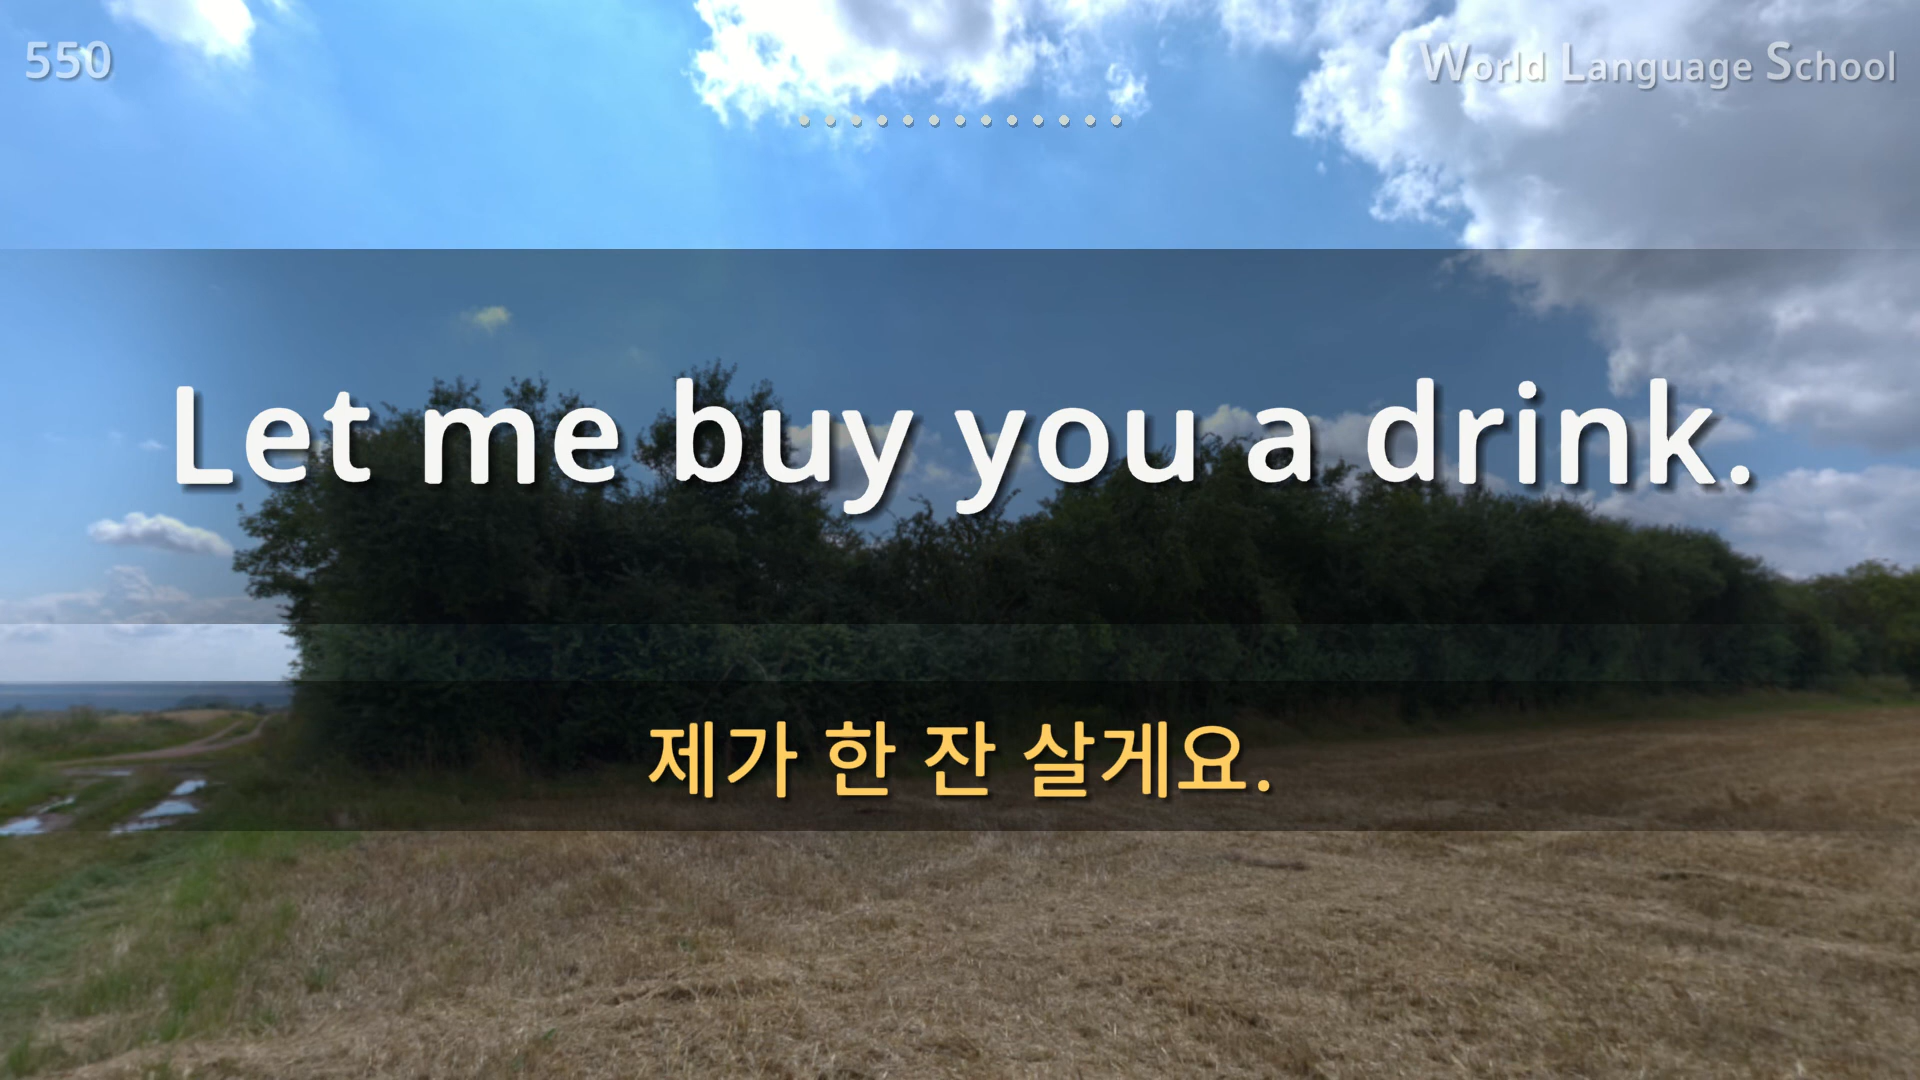 550
World Language School
Let me buy you a drink.
제가 한 잔 살게요.